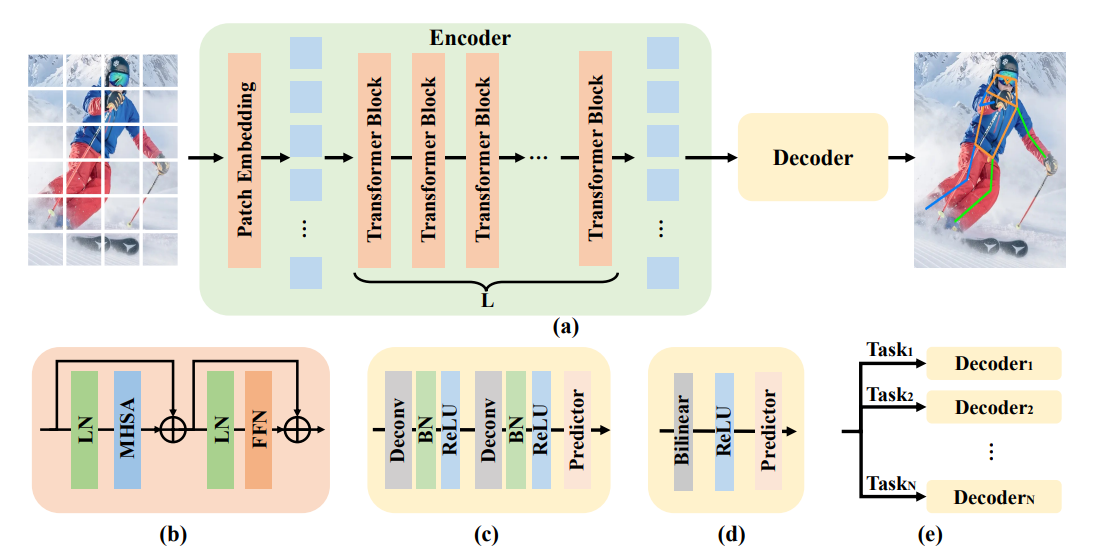 Encoder
Patch Embedding
...
Transformer Block
Transformer Block
Transformer Block
...
Transformer Block
...
L
Decoder
(a)
LN
MHSA
LN
FFN
(b)
Deconv
BN
ReLU
Deconv
BN
ReLU
Predictor
(c)
Bilinear
ReLU
Predictor
(d)
Task1
Decoder1
Task2
Decoder2
...
TaskN
DecoderN
(e)